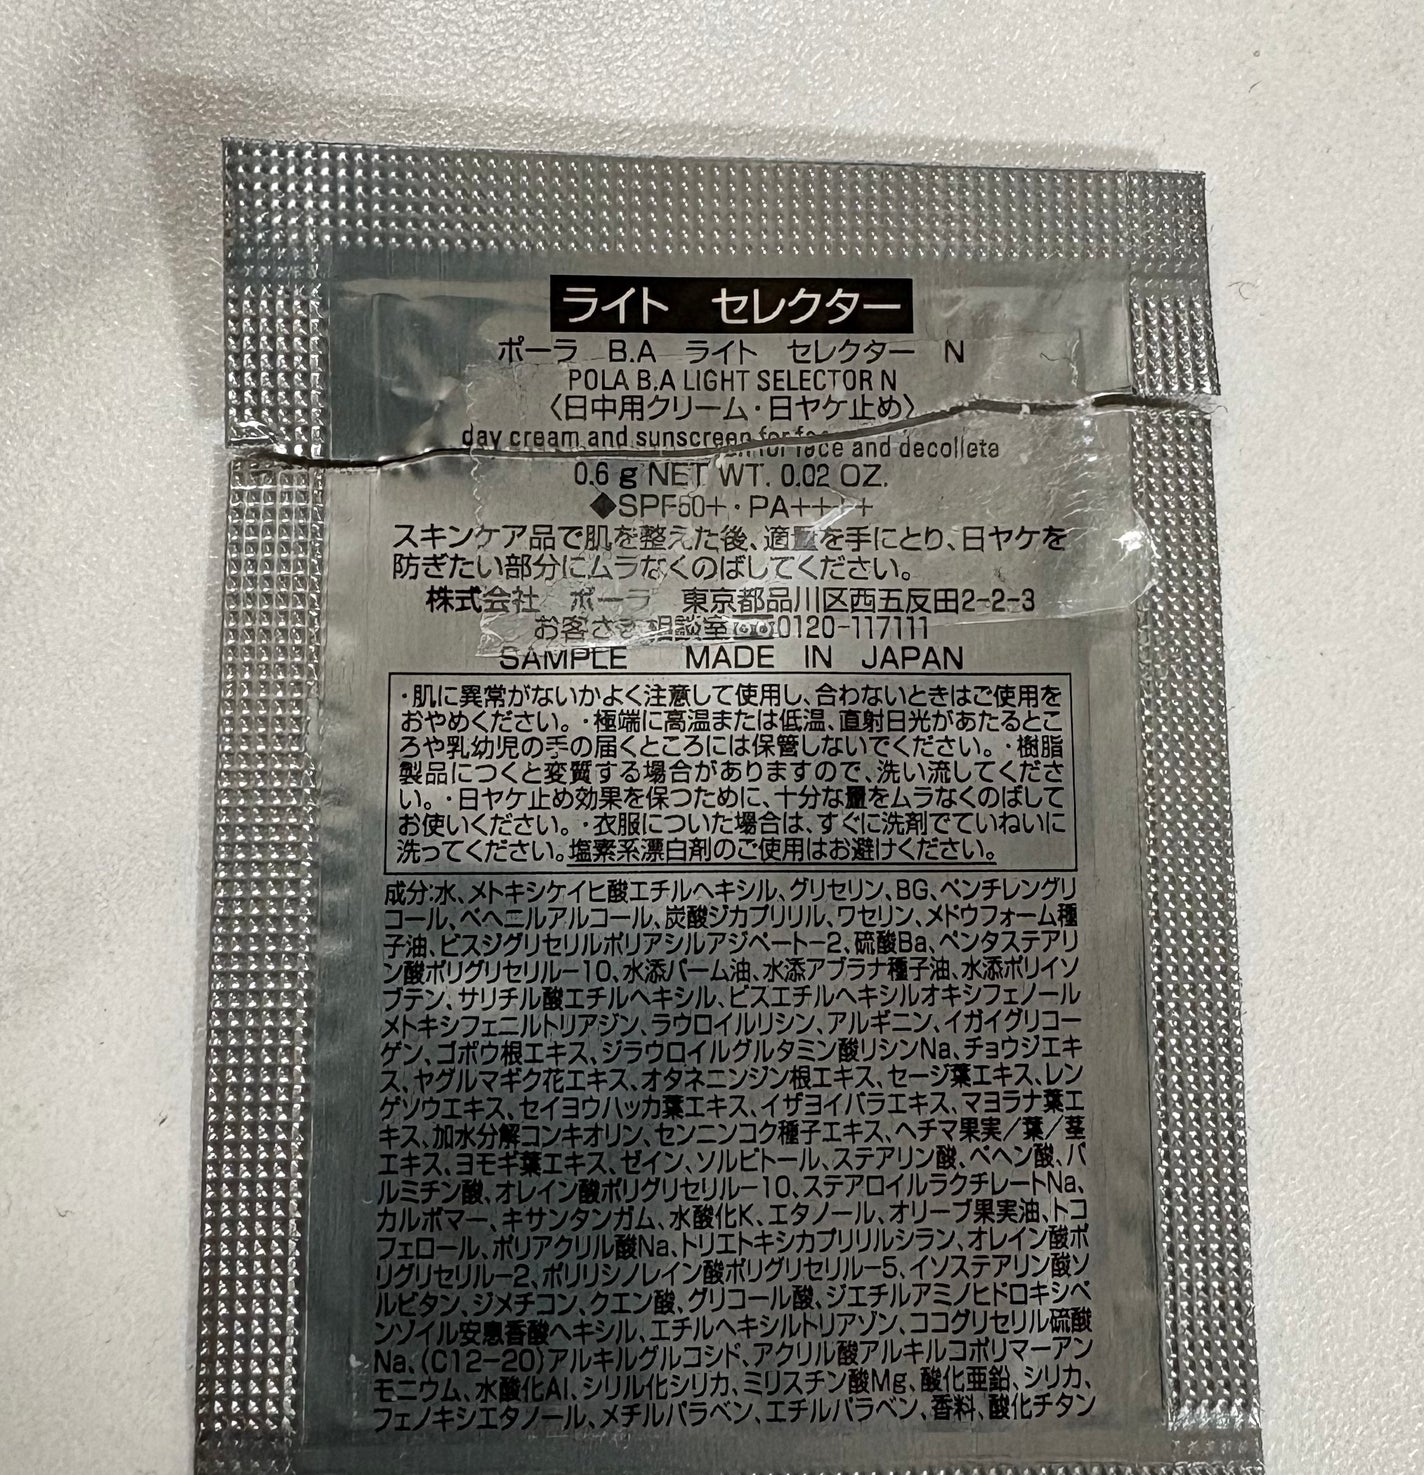 ライト　セレクター
ポーラ　B.A　ライト　セレクター　N
POLA B.A LIGHT SELECTOR N
〈日中用クリーム・日ヤケ止め〉
day cream and sunscreen for face and decolleta
0.6 g NET WT. 0.02 OZ.
◆SPF50+・PA++++
スキンケア品で肌を整えた後、適量を手にとり、日ヤケを
防ぎたい部分にムラなくのばしてください。
株式会社　ポーラ　東京都品川区西五反田2-2-3
お客さま相談室 0120-117111
SAMPLE　MADE IN JAPAN
・肌に異常がないかよく注意して使用し、合わないときはご使用を
おやめください。・極端に高温または低温、直射日光があたるとこ
ろや乳幼児の手の届くところには保管しないでください。・樹脂
製品につくと変質する場合がありますので、洗い流してくださ
い。・日ヤケ止め効果を保つために、十分な量をムラなくのばして
お使いください。・衣服についた場合は、すぐに洗剤でていねいに
洗ってください。塩素系漂白剤のご使用はお避けください。
成分:水、メトキシケイヒ酸エチルヘキシル、グリセリン、BG、ペンチレングリ
コール、ベヘニルアルコール、炭酸ジカプリリル、ワセリン、メドウフォーム種
子油、ビスジグリセリルポリアシルアジペート-2、硫酸Ba、ペンタステアリ
ン酸ポリグリセリル-10、水添パーム油、水添アブラナ種子油、水添ポリイソ
ブテン、サリチル酸エチルヘキシル、ビスエチルヘキシルオキシフェノール
メトキシフェニルトリアジン、ラウロイルリシン、アルギニン、イガイグリコー
ゲン、ゴボウ根エキス、ジラウロイルグルタミン酸リシンNa、チョウジエキ
ス、ヤグルマギク花エキス、オタネニンジン根エキス、セージ葉エキス、レン
ゲソウエキス、セイヨウハッカ葉エキス、イザヨイバラエキス、マヨラナ葉エ
キス、加水分解コンキオリン、センニンコク種子エキス、ヘチマ果実／葉／茎
エキス、ヨモギ葉エキス、ゼイン、ソルビトール、ステアリン酸、ベヘン酸、パ
ルミチン酸、オレイン酸ポリグリセリル-10、ステアロイルラクチレートNa、
カルボマー、キサンタンガム、水酸化K、エタノール、オリーブ果実油、トコ
フェロール、ポリアクリル酸Na、トリエトキシカプリリルシラン、オレイン酸ポ
リグリセリル-2、ポリリシノレイン酸ポリグリセリル-5、イソステアリン酸ソ
ルビタン、ジメチコン、クエン酸、グリコール酸、ジエチルアミノヒドロキシベ
ンゾイル安息香酸ヘキシル、エチルヘキシルトリアゾン、ココグリセリル硫酸
Na、(C12-20)アルキルグルコシド、アクリル酸アルキルコポリマーアン
モニウム、水酸化Al、シリル化シリカ、ミリスチン酸Mg、酸化亜鉛、シリカ、
フェノキシエタノール、メチルパラベン、エチルパラベン、香料、酸化チタン